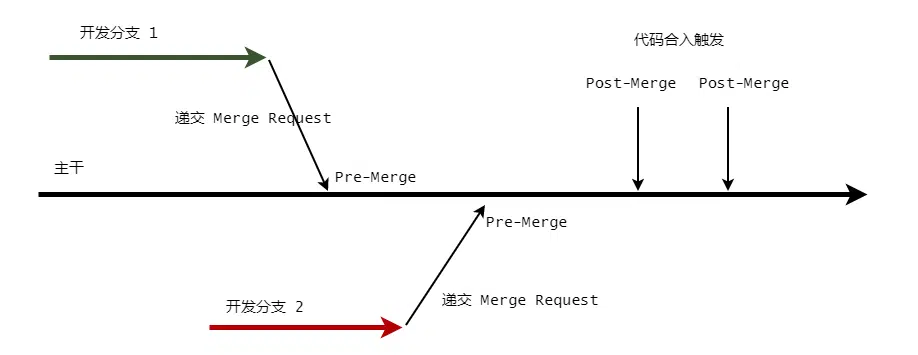 开发分支 1
代码合入触发
Post-Merge
Post-Merge
递交 Merge Request
主干
Pre-Merge
Pre-Merge
递交 Merge Request
开发分支 2